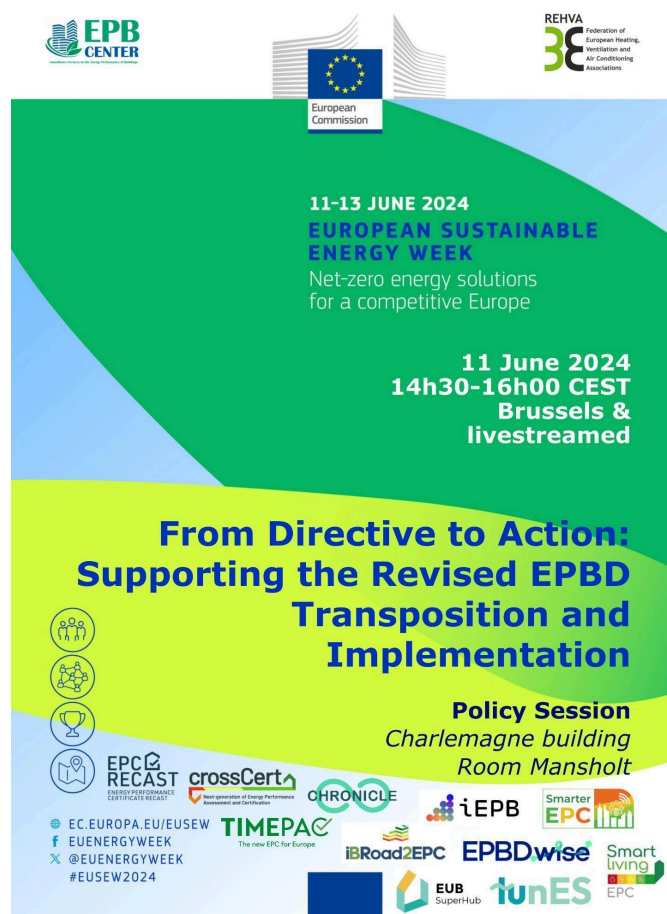 EPB
CENTER
Consultancy Services on the Energy Performance of Buildings
European
Commission
REHVA
Federation of
European Heating,
Ventilation and
Air Conditioning
Associations
11-13 JUNE 2024
EUROPEAN SUSTAINABLE
ENERGY WEEK
Net-zero energy solutions
for a competitive Europe
11 June 2024
14h30-16h00 CEST
Brussels &
livestreamed
From Directive to Action:
Supporting the Revised EPBD
Transposition and
Implementation
Policy Session
Charlemagne building
Room Mansholt
EPC
RECAST
ENERGY PERFORMANCE
CERTIFICATE RECAST
crossCert
Next-generation of Energy Performance
Assessment and Certification
CHRONICLE
iEPB
Smarter
EPC
EC.EUROPA.EU/EUSEW
EUENERGYWEEK
@EUENERGYWEEK
#EUSEW2024
TIMEPAC
The new EPC for Europe
iBRoad2EPC
EPBD.wise
Smart
living
EPC
EUB
SuperHub
tunES